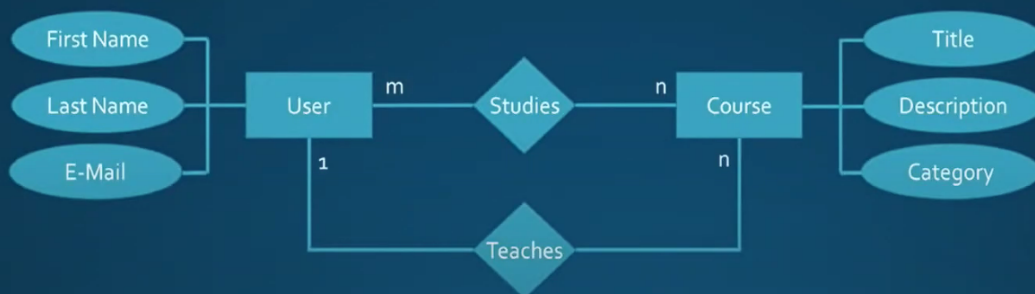 First Name
Last Name
E-Mail
User
m
Studies
n
Course
Title
Description
Category
1
n
Teaches